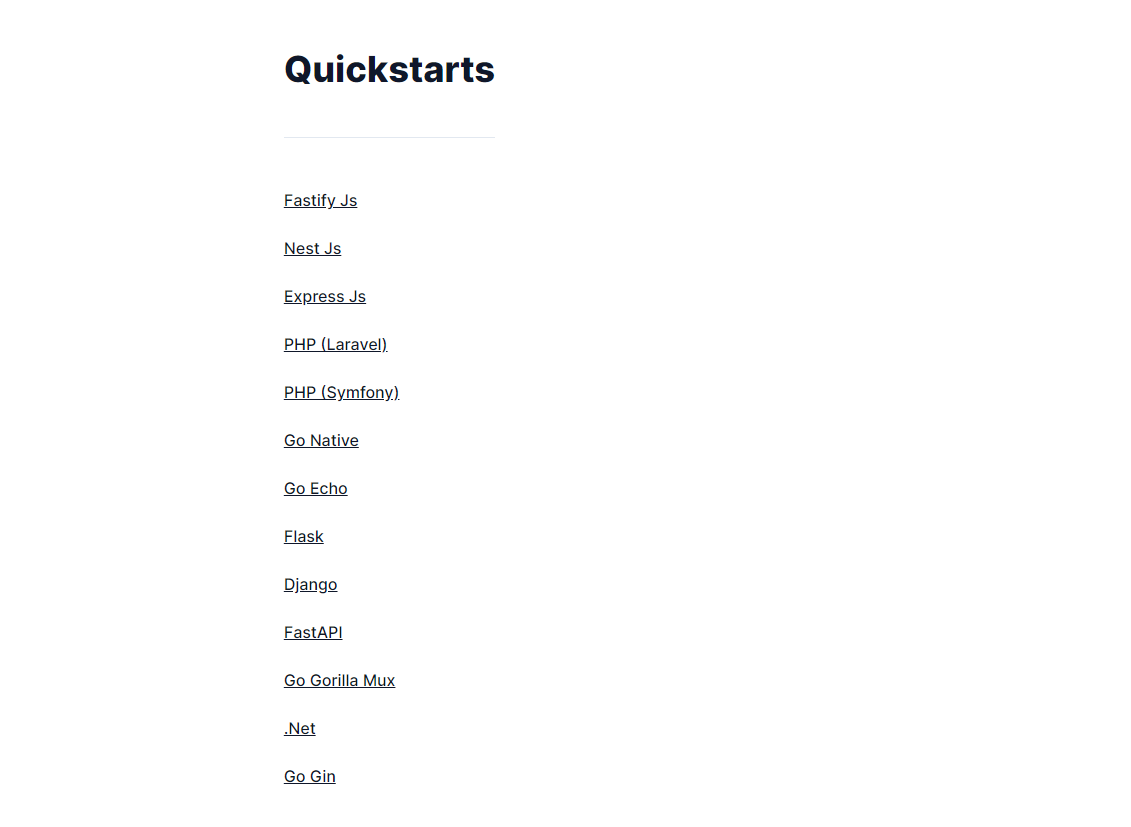 Quickstarts
Fastify Js
Nest Js
Express Js
PHP (Laravel)
PHP (Symfony)
Go Native
Go Echo
Flask
Django
FastAPI
Go Gorilla Mux
.Net
Go Gin